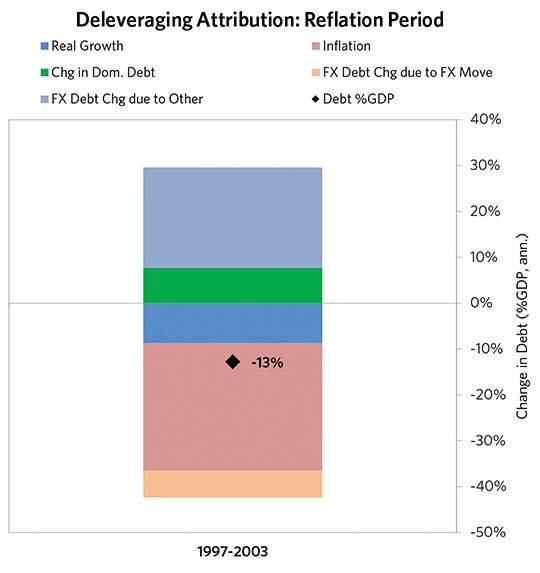 Deleveraging Attribution: Reflation Period
Real Growth
Inflation
Chg in Dom. Debt
FX Debt Chg due to FX Move
FX Debt Chg due to Other
Debt %GDP
40%
30%
20%
10%
0%
-10%
-20%
-30%
-40%
-50%
Change in Debt (%GDP, ann.)
-13%
1997-2003